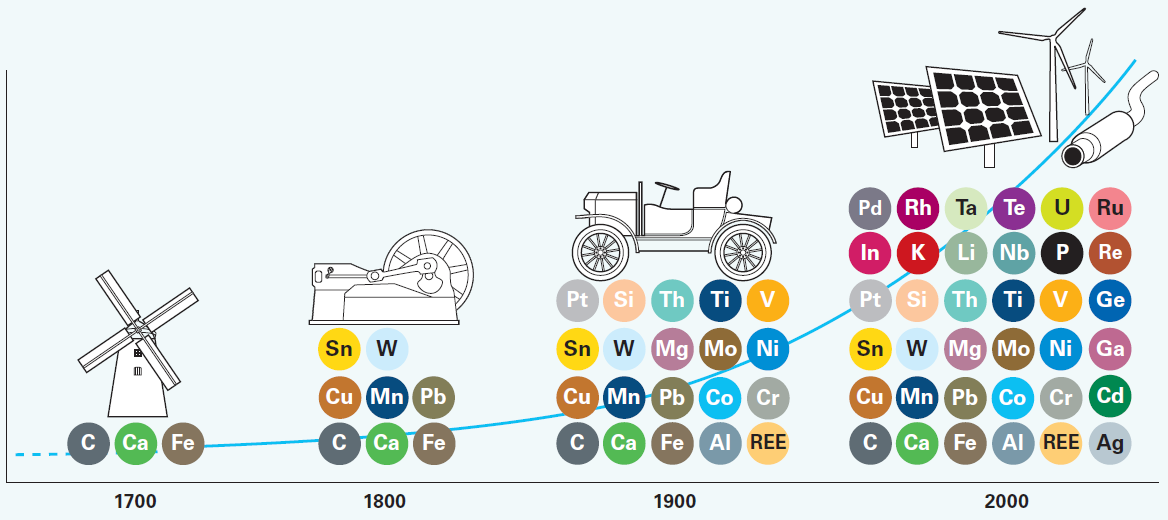 Pd Rh Ta Te U Ru
In K Li Nb P Re
Pt Si Th Ti V
Pt Si Th Ti V Ge
Sn W
Sn W Mg Mo Ni
Sn W Mg Mo Ni Ga
Cu Mn Pb
Cu Mn Pb Co Cr
Cu Mn Pb Co Cr Cd
C Ca Fe
C Ca Fe
C Ca Fe Al REE
C Ca Fe Al REE Ag
1700 1800 1900 2000